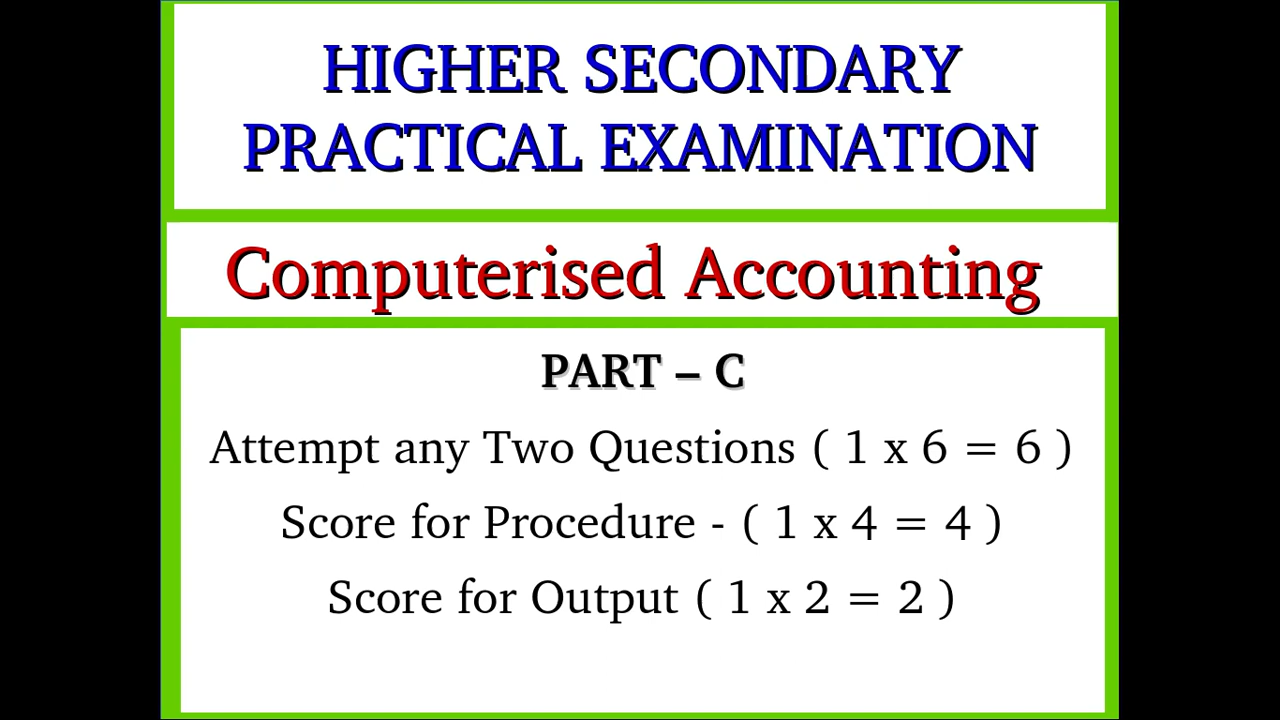 HIGHER SECONDARY
PRACTICAL EXAMINATION
Computerised Accounting
PART – C
Attempt any Two Questions ( 1 x 6 = 6 )
Score for Procedure - ( 1 x 4 = 4 )
Score for Output ( 1 x 2 = 2 )